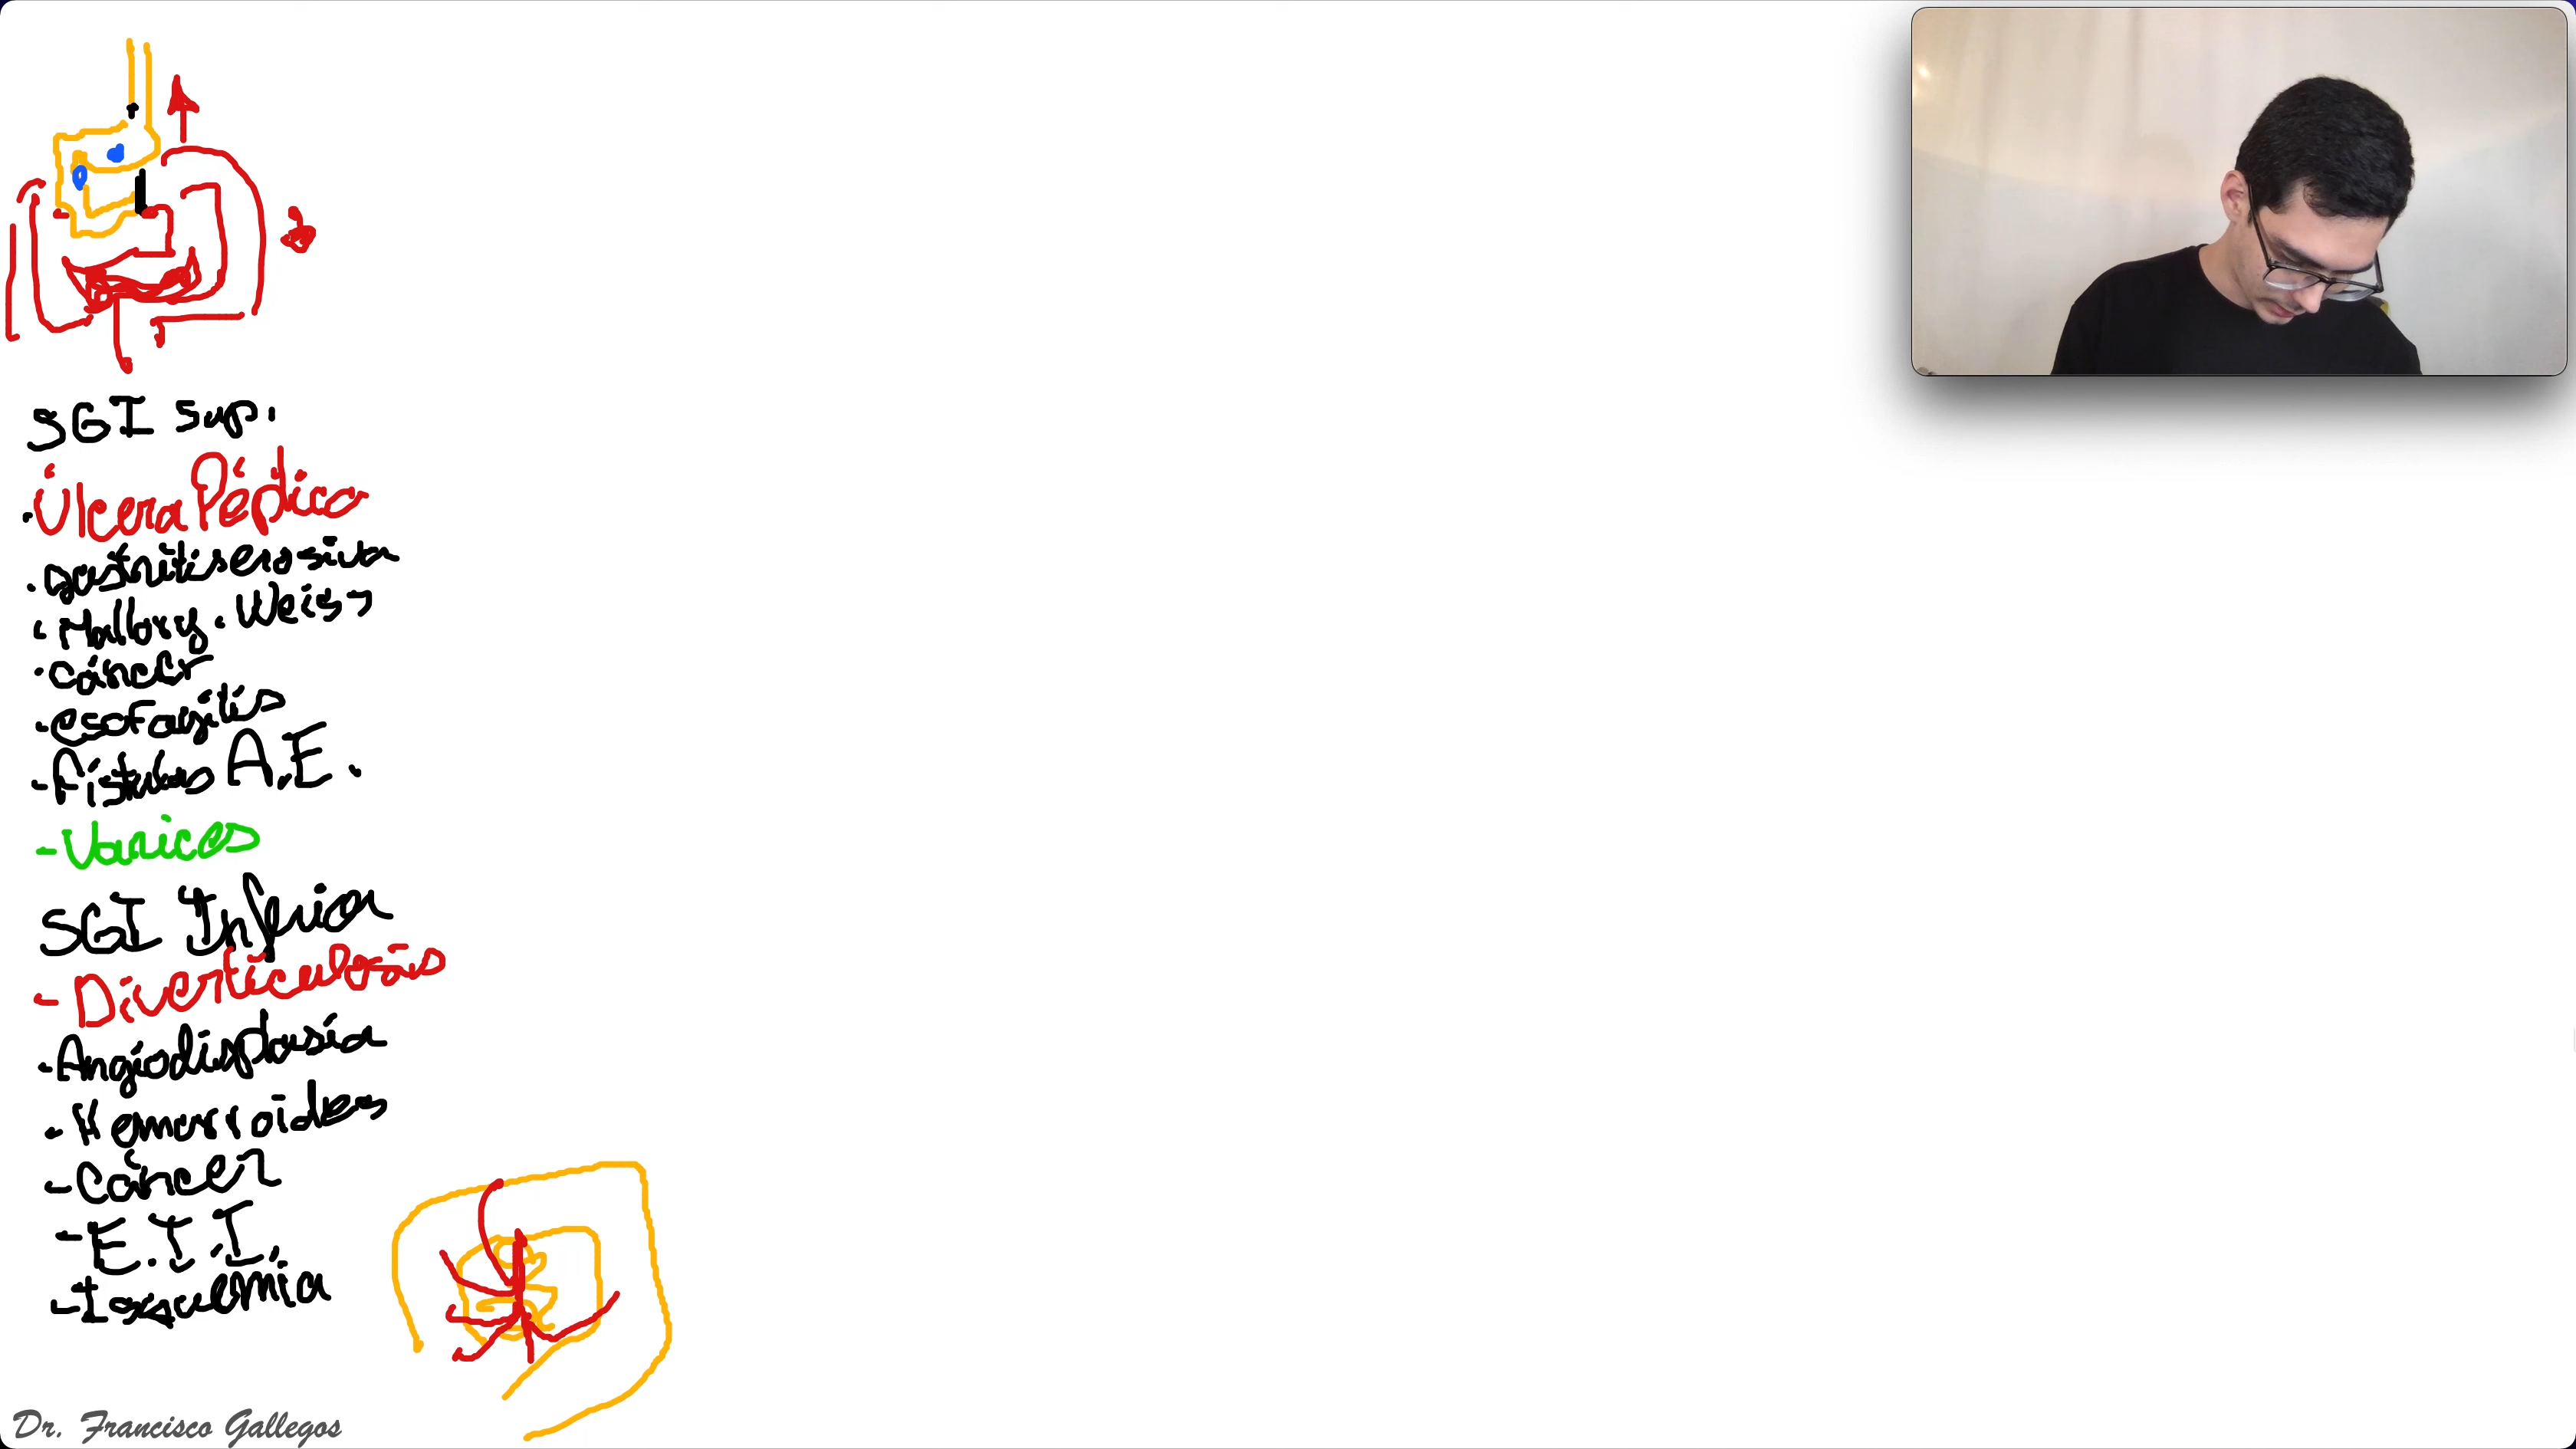 SGI Sup.
· Úlcera Péptica
· gastritis erosiva
· Mallory-Weiss
· cáncer
· esofagitis
- Fístulas A.E.
- Varices
SGI Inferior
- Diverticulosis
· Angiodisplasia
- Hemorroides
- Cáncer
- E.I.I.
- Isquemia
Dr. Francisco Gallegos